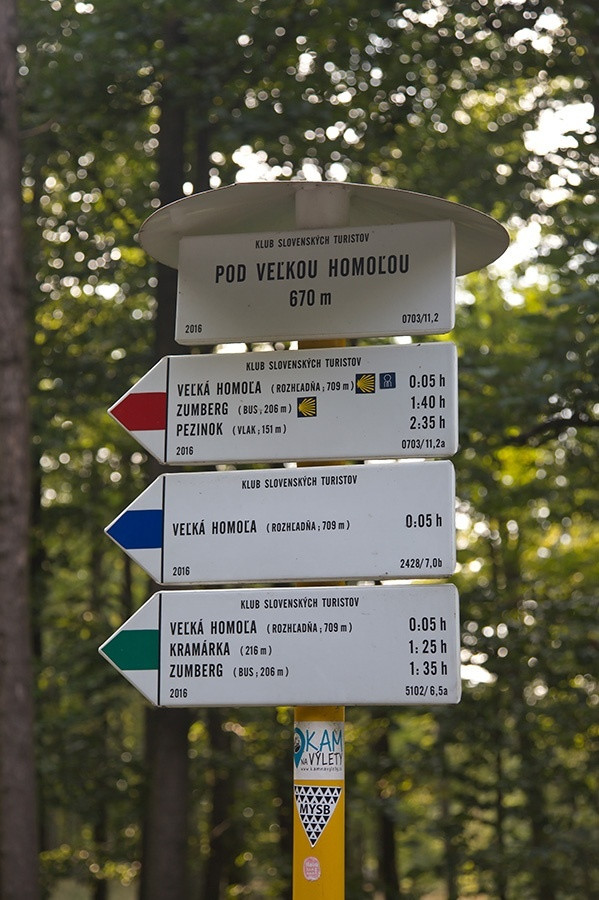 KLUB SLOVENSKÝCH TURISTOV
POD VEĽKOU HOMOĽOU
670 m
2016 0703/11,2
KLUB SLOVENSKÝCH TURISTOV
VEĽKÁ HOMOĽA (ROZHĽADŇA ; 709 m) 0:05 h
ZUMBERG (BUS ; 206 m) 1:40 h
PEZINOK (VLAK ; 151 m) 2:35 h
2016 0703/11,2a
KLUB SLOVENSKÝCH TURISTOV
VEĽKÁ HOMOĽA (ROZHĽADŇA ; 709 m) 0:05 h
2016 2428/7,0b
KLUB SLOVENSKÝCH TURISTOV
VEĽKÁ HOMOĽA (ROZHĽADŇA ; 709 m) 0:05 h
KRAMÁRKA (216 m) 1:25 h
ZUMBERG (BUS ; 206 m) 1:35 h
2016 5102/6,5a
KAM
NA VÝLETY
MYSB